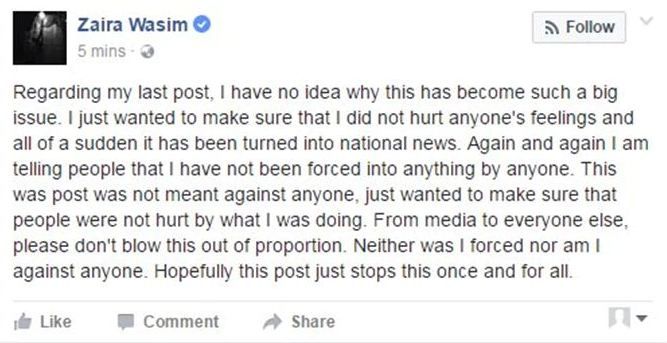 Zaira Wasim
Follow
5 mins ·
Regarding my last post, I have no idea why this has become such a big
issue. I just wanted to make sure that I did not hurt anyone's feelings and
all of a sudden it has been turned into national news. Again and again I am
telling people that I have not been forced into anything by anyone. This
was post was not meant against anyone, just wanted to make sure that
people were not hurt by what I was doing. From media to everyone else,
please don't blow this out of proportion. Neither was I forced nor am I
against anyone. Hopefully this post just stops this once and for all.
Like Comment Share